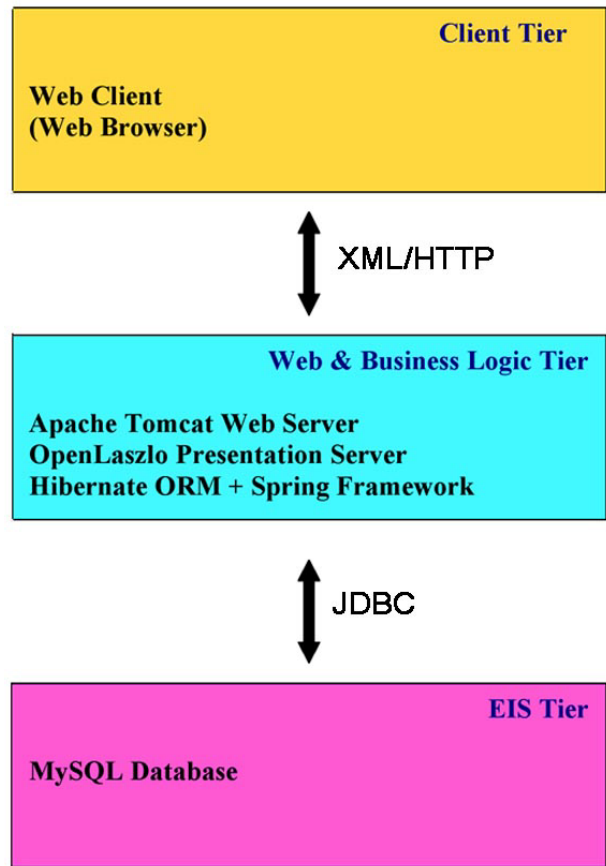 Client Tier
Web Client
(Web Browser)
XML/HTTP
Web & Business Logic Tier
Apache Tomcat Web Server
OpenLaszlo Presentation Server
Hibernate ORM + Spring Framework
JDBC
EIS Tier
MySQL Database